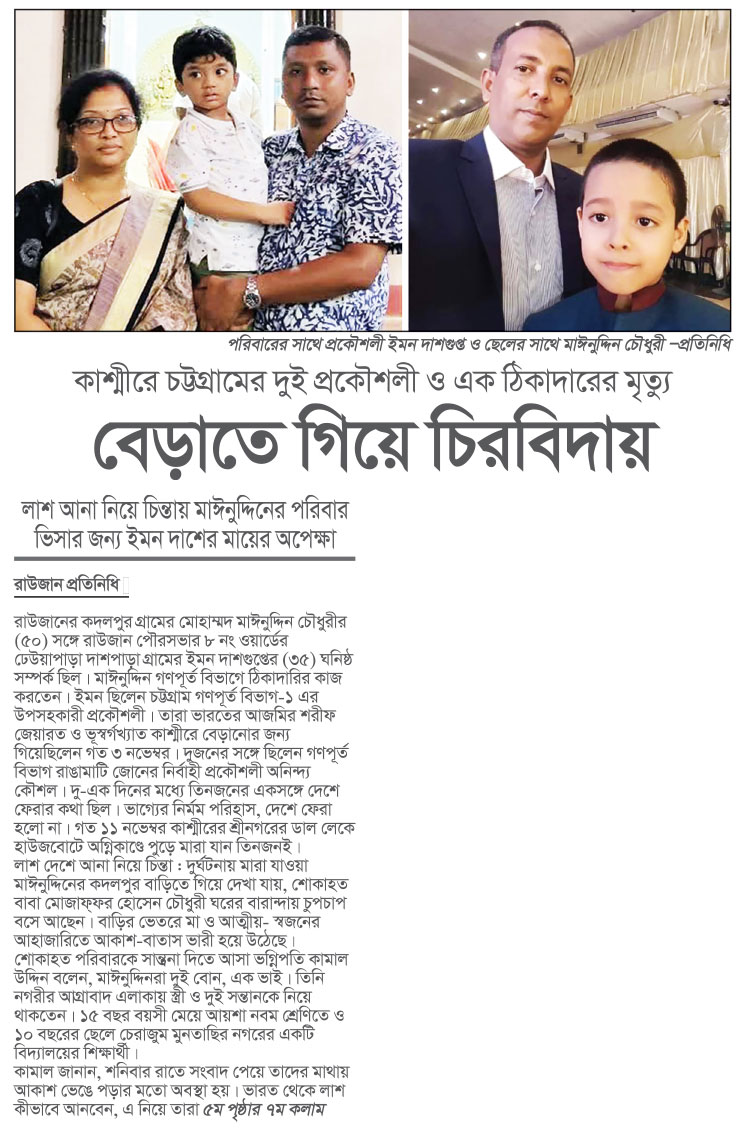 পরিবারের সাথে প্রকৌশলী ইমন দাশগুপ্ত ও ছেলের সাথে মাঈনুদ্দিন চৌধুরী –প্রতিনিধি
কাশ্মীরে চট্টগ্রামের দুই প্রকৌশলী ও এক ঠিকাদারের মৃত্যু
বেড়াতে গিয়ে চিরবিদায়
লাশ আনা নিয়ে চিন্তায় মাঈনুদ্দিনের পরিবার
ভিসার জন্য ইমন দাশের মায়ের অপেক্ষা
রাউজান প্রতিনিধি
রাউজানের কদলপুর গ্রামের মোহাম্মদ মাঈনুদ্দিন চৌধুরীর
(৫০) সঙ্গে রাউজান পৌরসভার ৮ নং ওয়ার্ডের
ঢেউয়াপাড়া দাশপাড়া গ্রামের ইমন দাশগুপ্তের (৩৫) ঘনিষ্ঠ
সম্পর্ক ছিল। মাঈনুদ্দিন গণপূর্ত বিভাগে ঠিকাদারির কাজ
করতেন। ইমন ছিলেন চট্টগ্রাম গণপূর্ত বিভাগ-১ এর
উপসহকারী প্রকৌশলী। তারা ভারতের আজমির শরীফ
জেয়ারত ও ভূস্বর্গখ্যাত কাশ্মীরে বেড়ানোর জন্য
গিয়েছিলেন গত ৩ নভেম্বর। দুজনের সঙ্গে ছিলেন গণপূর্ত
বিভাগ রাঙামাটি জোনের নির্বাহী প্রকৌশলী অনিন্দ্য
কৌশল। দু-এক দিনের মধ্যে তিনজনের একসঙ্গে দেশে
ফেরার কথা ছিল। ভাগ্যের নির্মম পরিহাস, দেশে ফেরা
হলো না। গত ১১ নভেম্বর কাশ্মীরের শ্রীনগরের ডাল লেকে
হাউজবোটে অগ্নিকাণ্ডে পুড়ে মারা যান তিনজনই।
লাশ দেশে আনা নিয়ে চিন্তা : দুর্ঘটনায় মারা যাওয়া
মাঈনুদ্দিনের কদলপুর বাড়িতে গিয়ে দেখা যায়, শোকাহত
বাবা মোজাফ্ফর হোসেন চৌধুরী ঘরের বারান্দায় চুপচাপ
বসে আছেন। বাড়ির ভেতরে মা ও আত্মীয়- স্বজনের
আহাজারিতে আকাশ-বাতাস ভারী হয়ে উঠেছে।
শোকাহত পরিবারকে সান্ত্বনা দিতে আসা ভগ্নিপতি কামাল
উদ্দিন বলেন, মাঈনুদ্দিনরা দুই বোন, এক ভাই। তিনি
নগরীর আগ্রাবাদ এলাকায় স্ত্রী ও দুই সন্তানকে নিয়ে
থাকতেন। ১৫ বছর বয়সী মেয়ে আয়শা নবম শ্রেণিতে ও
১০ বছরের ছেলে চেরাজুম মুনতাছির নগরের একটি
বিদ্যালয়ের শিক্ষার্থী।
কামাল জানান, শনিবার রাতে সংবাদ পেয়ে তাদের মাথায়
আকাশ ভেঙে পড়ার মতো অবস্থা হয়। ভারত থেকে লাশ
কীভাবে আনবেন, এ নিয়ে তারা ৫ম পৃষ্ঠার ৭ম কলাম